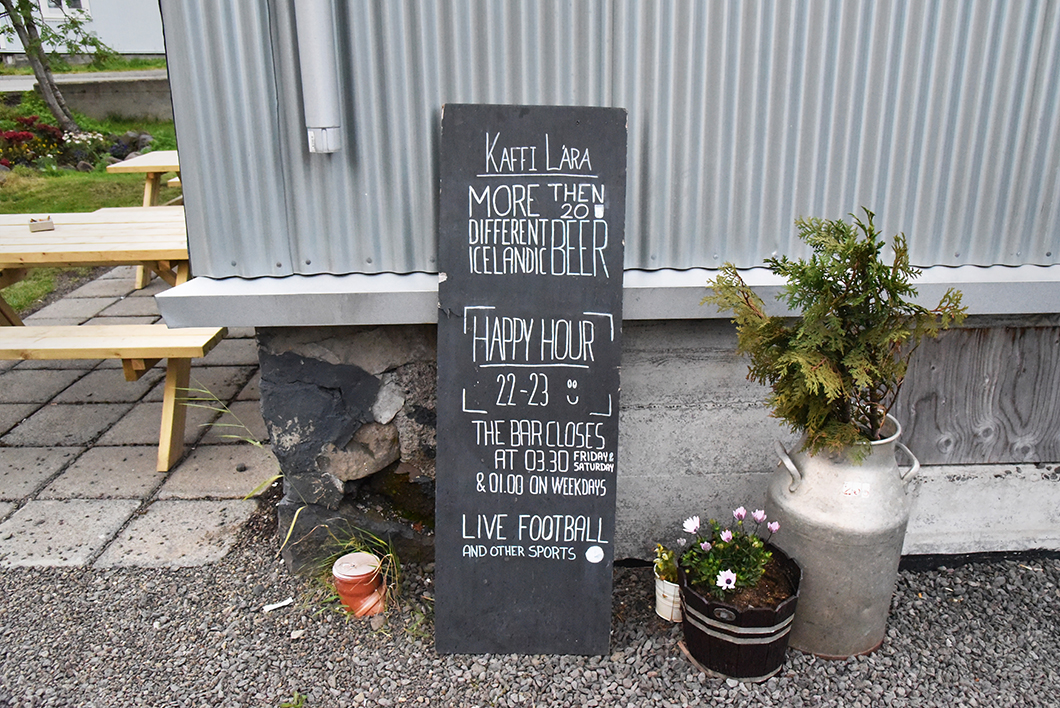 KAFFI LÁRA
MORE THEN
20
DIFFERENT BEER
ICELANDIC
HAPPY HOUR
22-23
THE BAR CLOSES
AT 03.30 FRIDAY &
SATURDAY
& 01.00 ON WEEKDAYS
LIVE FOOTBALL
AND OTHER SPORTS